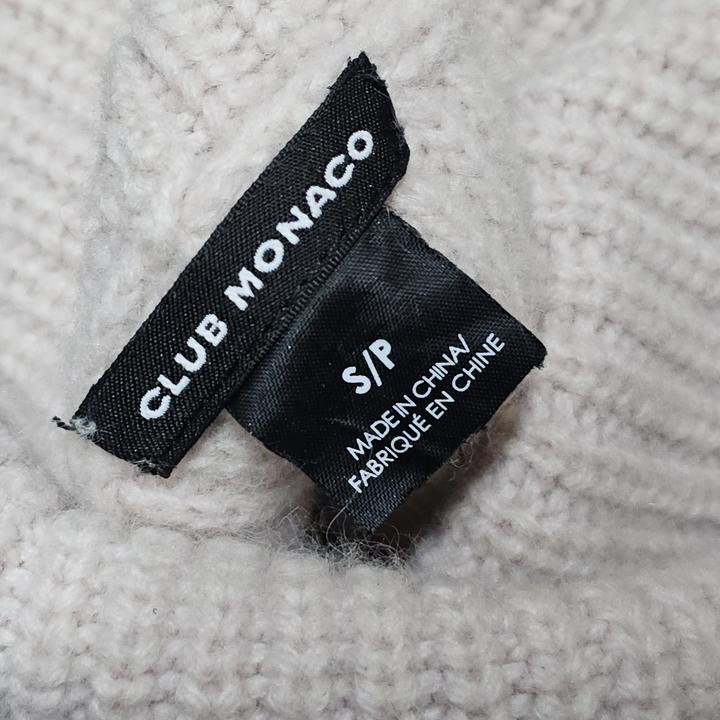 CLUB MONACO
S/P
MADE IN CHINA/
FABRIQUÉ EN CHINE